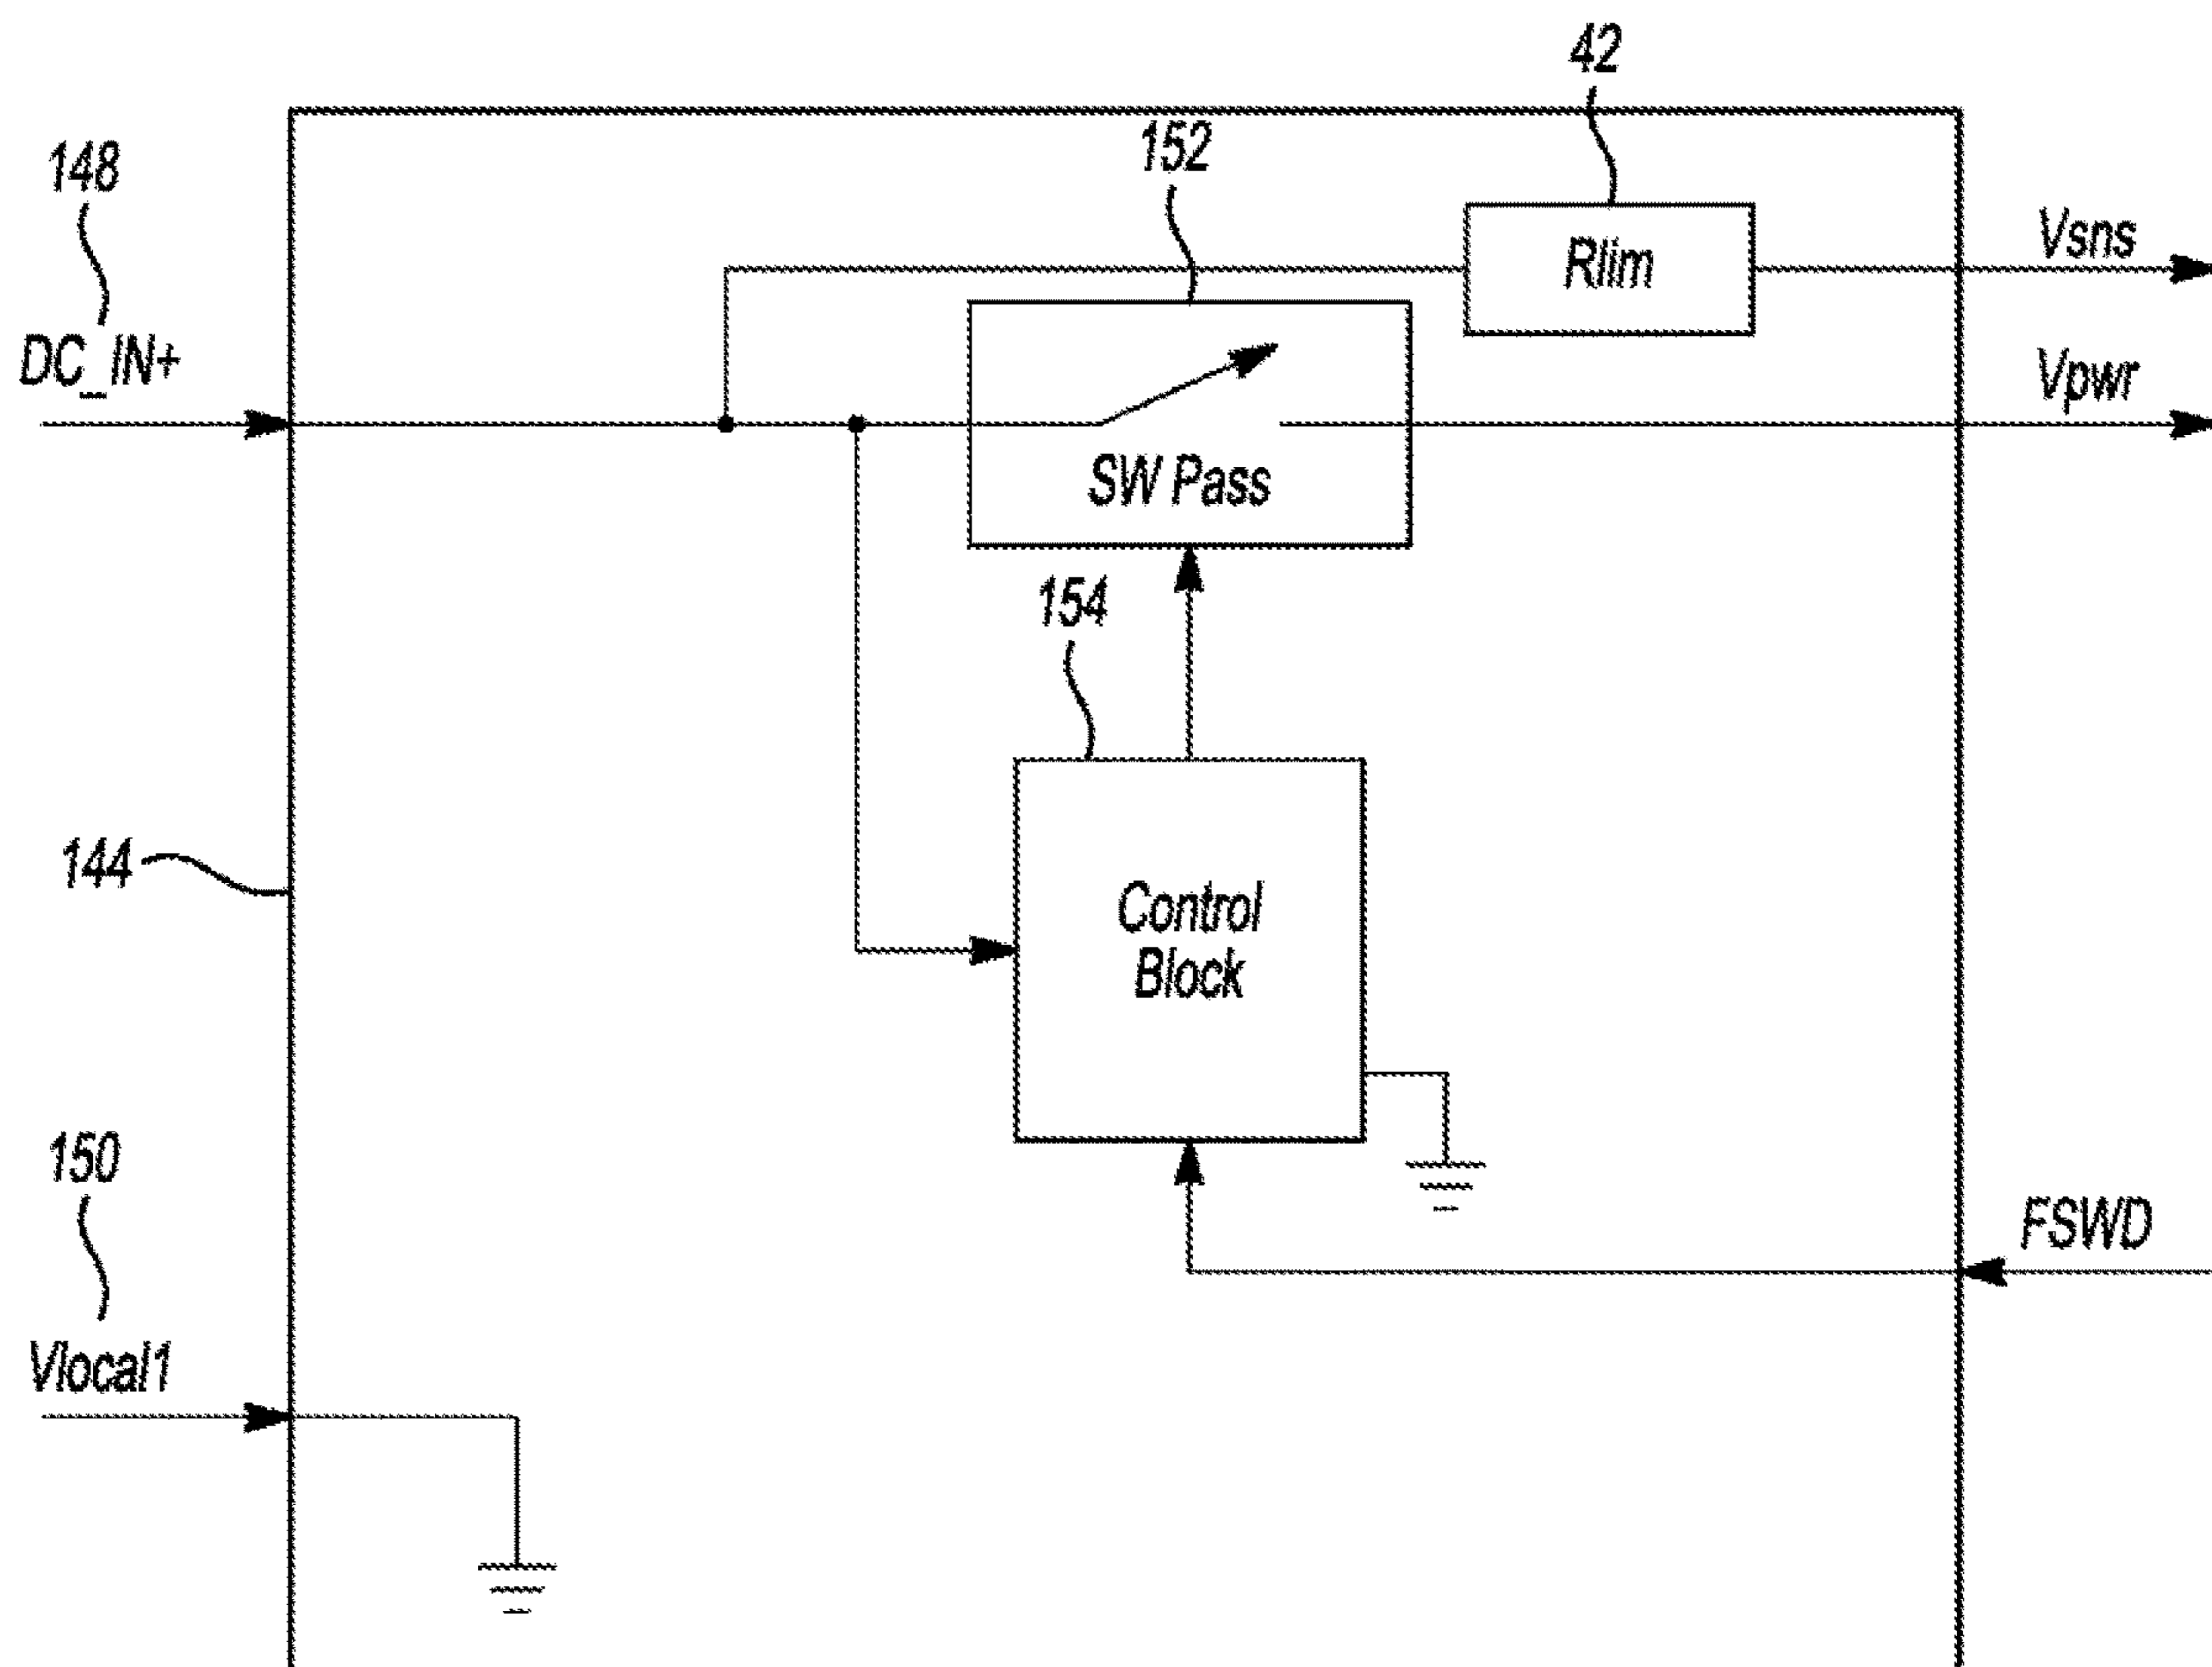 42
152
148
Rlim
Vsns
DC_IN+
Vpwr
SW Pass
154
Control
Block
144
150
FSWD
Vlocal1